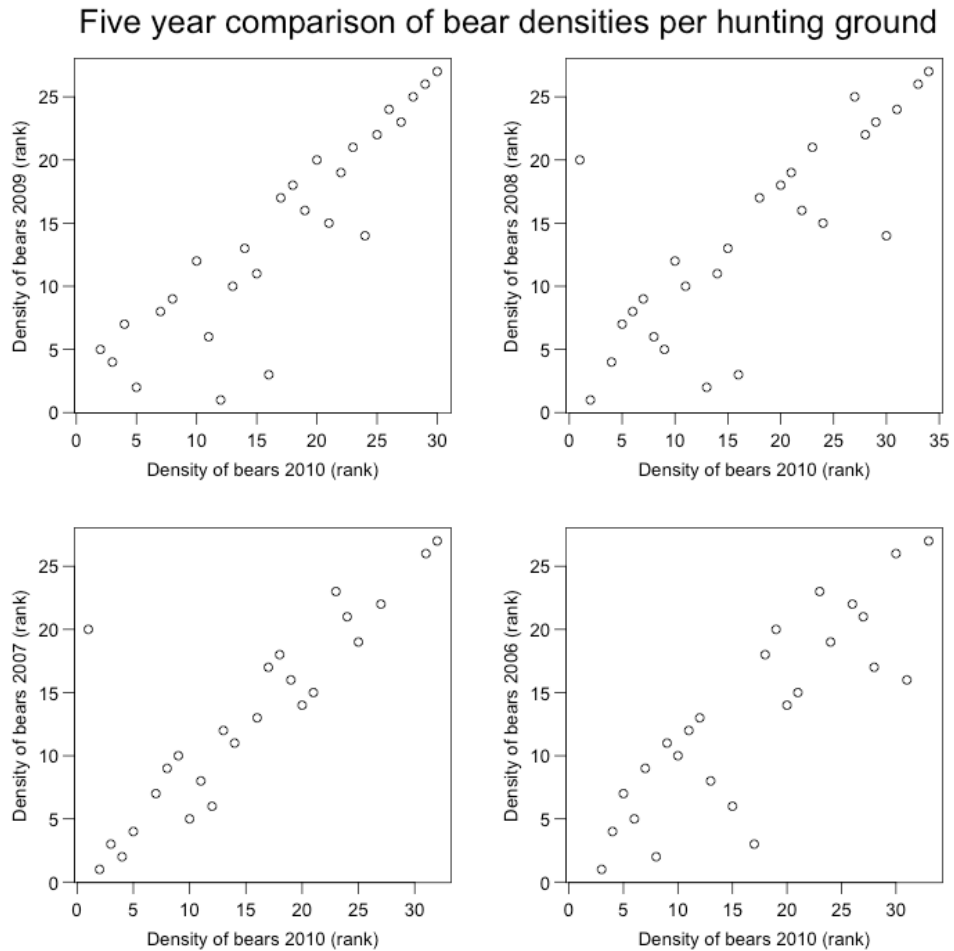 Five year comparison of bear densities per hunting ground
Density of bears 2009 (rank)
25
20
15
10
5
0
0 5 10 15 20 25 30
Density of bears 2010 (rank)
Density of bears 2008 (rank)
25
20
15
10
5
0
0 5 10 15 20 25 30 35
Density of bears 2010 (rank)
Density of bears 2007 (rank)
25
20
15
10
5
0
0 5 10 15 20 25 30
Density of bears 2010 (rank)
Density of bears 2006 (rank)
25
20
15
10
5
0
0 5 10 15 20 25 30
Density of bears 2010 (rank)